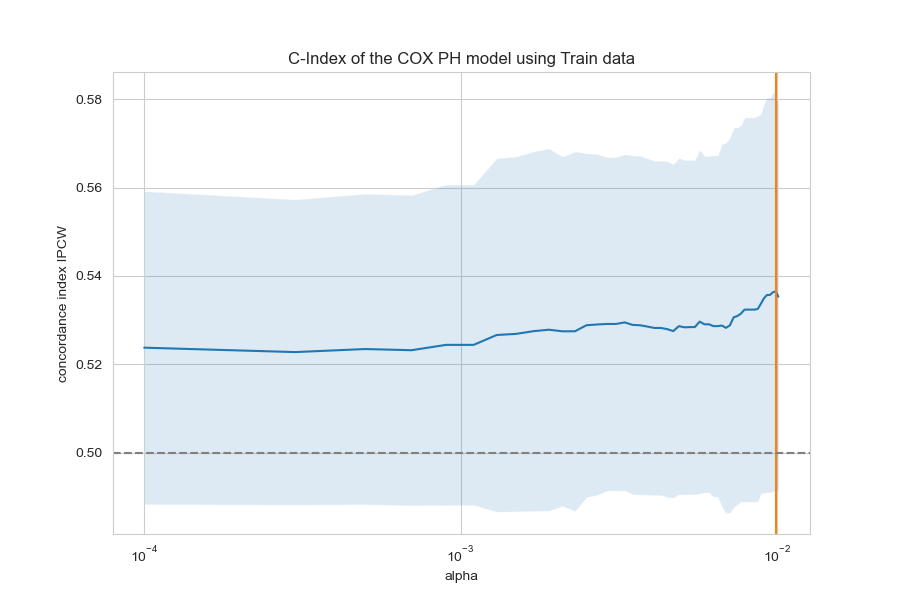 C-Index of the COX PH model using Train data
concordance index IPCW
0.58
0.56
0.54
0.52
0.50
10⁻⁴
10⁻³
10⁻²
alpha